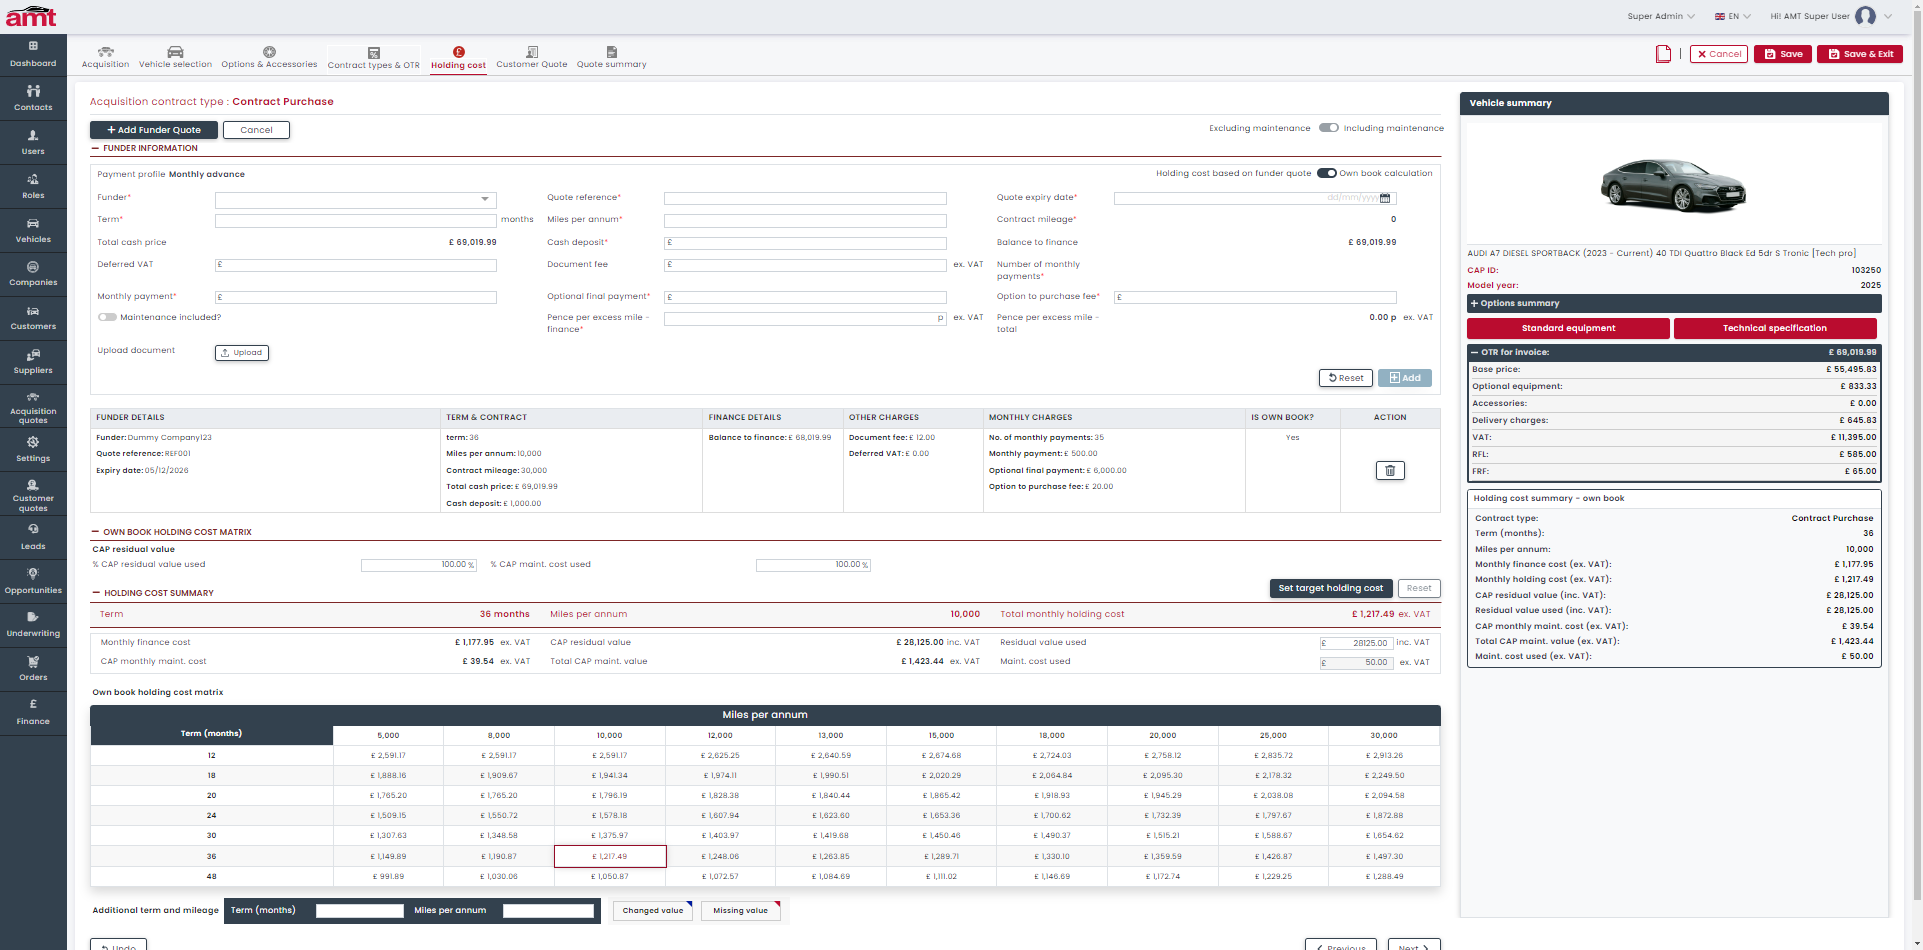 amt
Super Admin
EN
Hi! AMT Super User
Dashboard
Contacts
Users
Roles
Vehicles
Companies
Customers
Suppliers
Acquisition quotes
Settings
Customer quotes
Leads
Opportunities
Underwriting
Orders
Finance
Acquisition
Vehicle selection
Options & Accessories
Contract types & OTR
Holding cost
Customer Quote
Quote summary
Cancel
Save
Save & Exit
Acquisition contract type : Contract Purchase
+ Add Funder Quote
Cancel
Excluding maintenance
Including maintenance
FUNDER INFORMATION
Payment profile Monthly advance
Holding cost based on funder quote
Own book calculation
Funder*
Quote reference*
Quote expiry date*
dd/mm/yyyy
Term*
months
Miles per annum*
Contract mileage*
0
Total cash price
£ 69,019.99
Cash deposit*
£
Balance to finance
£ 69,019.99
Deferred VAT
£
Document fee
£
ex. VAT
Number of monthly payments*
Monthly payment*
£
Optional final payment*
£
Option to purchase fee*
£
Maintenance included?
Pence per excess mile - finance*
p
ex. VAT
Pence per excess mile - total
0.00 p ex. VAT
Upload document
Upload
Reset
Add
FUNDER DETAILS
TERM & CONTRACT
FINANCE DETAILS
OTHER CHARGES
MONTHLY CHARGES
IS OWN BOOK?
ACTION
Funder: Dummy Company123
Quote reference: REF001
Expiry date: 05/12/2026
term: 36
Miles per annum: 10,000
Contract mileage: 30,000
Total cash price: £ 69,019.99
Cash deposit: £ 1,000.00
Balance to finance: £ 68,019.99
Document fee: £ 12.00
Deferred VAT: £ 0.00
No. of monthly payments: 35
Monthly payment: £ 500.00
Optional final payment: £ 6,000.00
Option to purchase fee: £ 20.00
Yes
OWN BOOK HOLDING COST MATRIX
CAP residual value
% CAP residual value used
100.00 %
% CAP maint. cost used
100.00 %
HOLDING COST SUMMARY
Set target holding cost
Reset
Term 36 months
Miles per annum 10,000
Total monthly holding cost £ 1,217.49 ex. VAT
Monthly finance cost £ 1,177.95 ex. VAT
CAP residual value £ 28,125.00 inc. VAT
Residual value used £ 28125.00 inc. VAT
CAP monthly maint. cost £ 39.54 ex. VAT
Total CAP maint. value £ 1,423.44 ex. VAT
Maint. cost used £ 50.00 ex. VAT
Own book holding cost matrix
Miles per annum
Term (months) 5,000 8,000 10,000 12,000 13,000 15,000 18,000 20,000 25,000 30,000
12 £ 2,591.17 £ 2,591.17 £ 2,591.17 £ 2,625.25 £ 2,640.59 £ 2,674.68 £ 2,724.03 £ 2,758.12 £ 2,835.72 £ 2,913.26
18 £ 1,888.16 £ 1,909.67 £ 1,941.34 £ 1,974.11 £ 1,990.51 £ 2,020.29 £ 2,064.84 £ 2,095.30 £ 2,178.32 £ 2,249.50
20 £ 1,765.20 £ 1,765.20 £ 1,796.19 £ 1,828.38 £ 1,840.44 £ 1,865.42 £ 1,918.93 £ 1,945.29 £ 2,038.08 £ 2,094.58
24 £ 1,509.15 £ 1,550.72 £ 1,578.18 £ 1,607.94 £ 1,623.60 £ 1,653.36 £ 1,700.62 £ 1,732.39 £ 1,797.67 £ 1,872.88
30 £ 1,307.63 £ 1,348.58 £ 1,375.97 £ 1,403.97 £ 1,419.68 £ 1,450.46 £ 1,490.37 £ 1,515.21 £ 1,588.67 £ 1,654.62
36 £ 1,149.89 £ 1,190.87 £ 1,217.49 £ 1,248.06 £ 1,263.85 £ 1,289.71 £ 1,330.10 £ 1,359.59 £ 1,426.87 £ 1,497.30
48 £ 991.89 £ 1,030.06 £ 1,050.87 £ 1,072.57 £ 1,084.69 £ 1,111.02 £ 1,146.69 £ 1,172.74 £ 1,229.25 £ 1,288.49
Additional term and mileage
Term (months)
Miles per annum
Changed value
Missing value
Undo
Previous
Next
Vehicle summary
AUDI A7 DIESEL SPORTBACK (2023 - Current) 40 TDI Quattro Black Ed 5dr S Tronic [Tech pro]
CAP ID: 103250
Model year: 2025
+ Options summary
Standard equipment
Technical specification
OTR for invoice: £ 69,019.99
Base price: £ 55,495.83
Optional equipment: £ 833.33
Accessories: £ 0.00
Delivery charges: £ 645.83
VAT: £ 11,395.00
RFL: £ 585.00
FRF: £ 65.00
Holding cost summary - own book
Contract type: Contract Purchase
Term (months): 36
Miles per annum: 10,000
Monthly finance cost (ex. VAT): £ 1,177.95
Monthly holding cost (ex. VAT): £ 1,217.49
CAP residual value (inc. VAT): £ 28,125.00
Residual value used (inc. VAT): £ 28,125.00
CAP monthly maint. cost (ex. VAT): £ 39.54
Total CAP maint. value (ex. VAT): £ 1,423.44
Maint. cost used (ex. VAT): £ 50.00